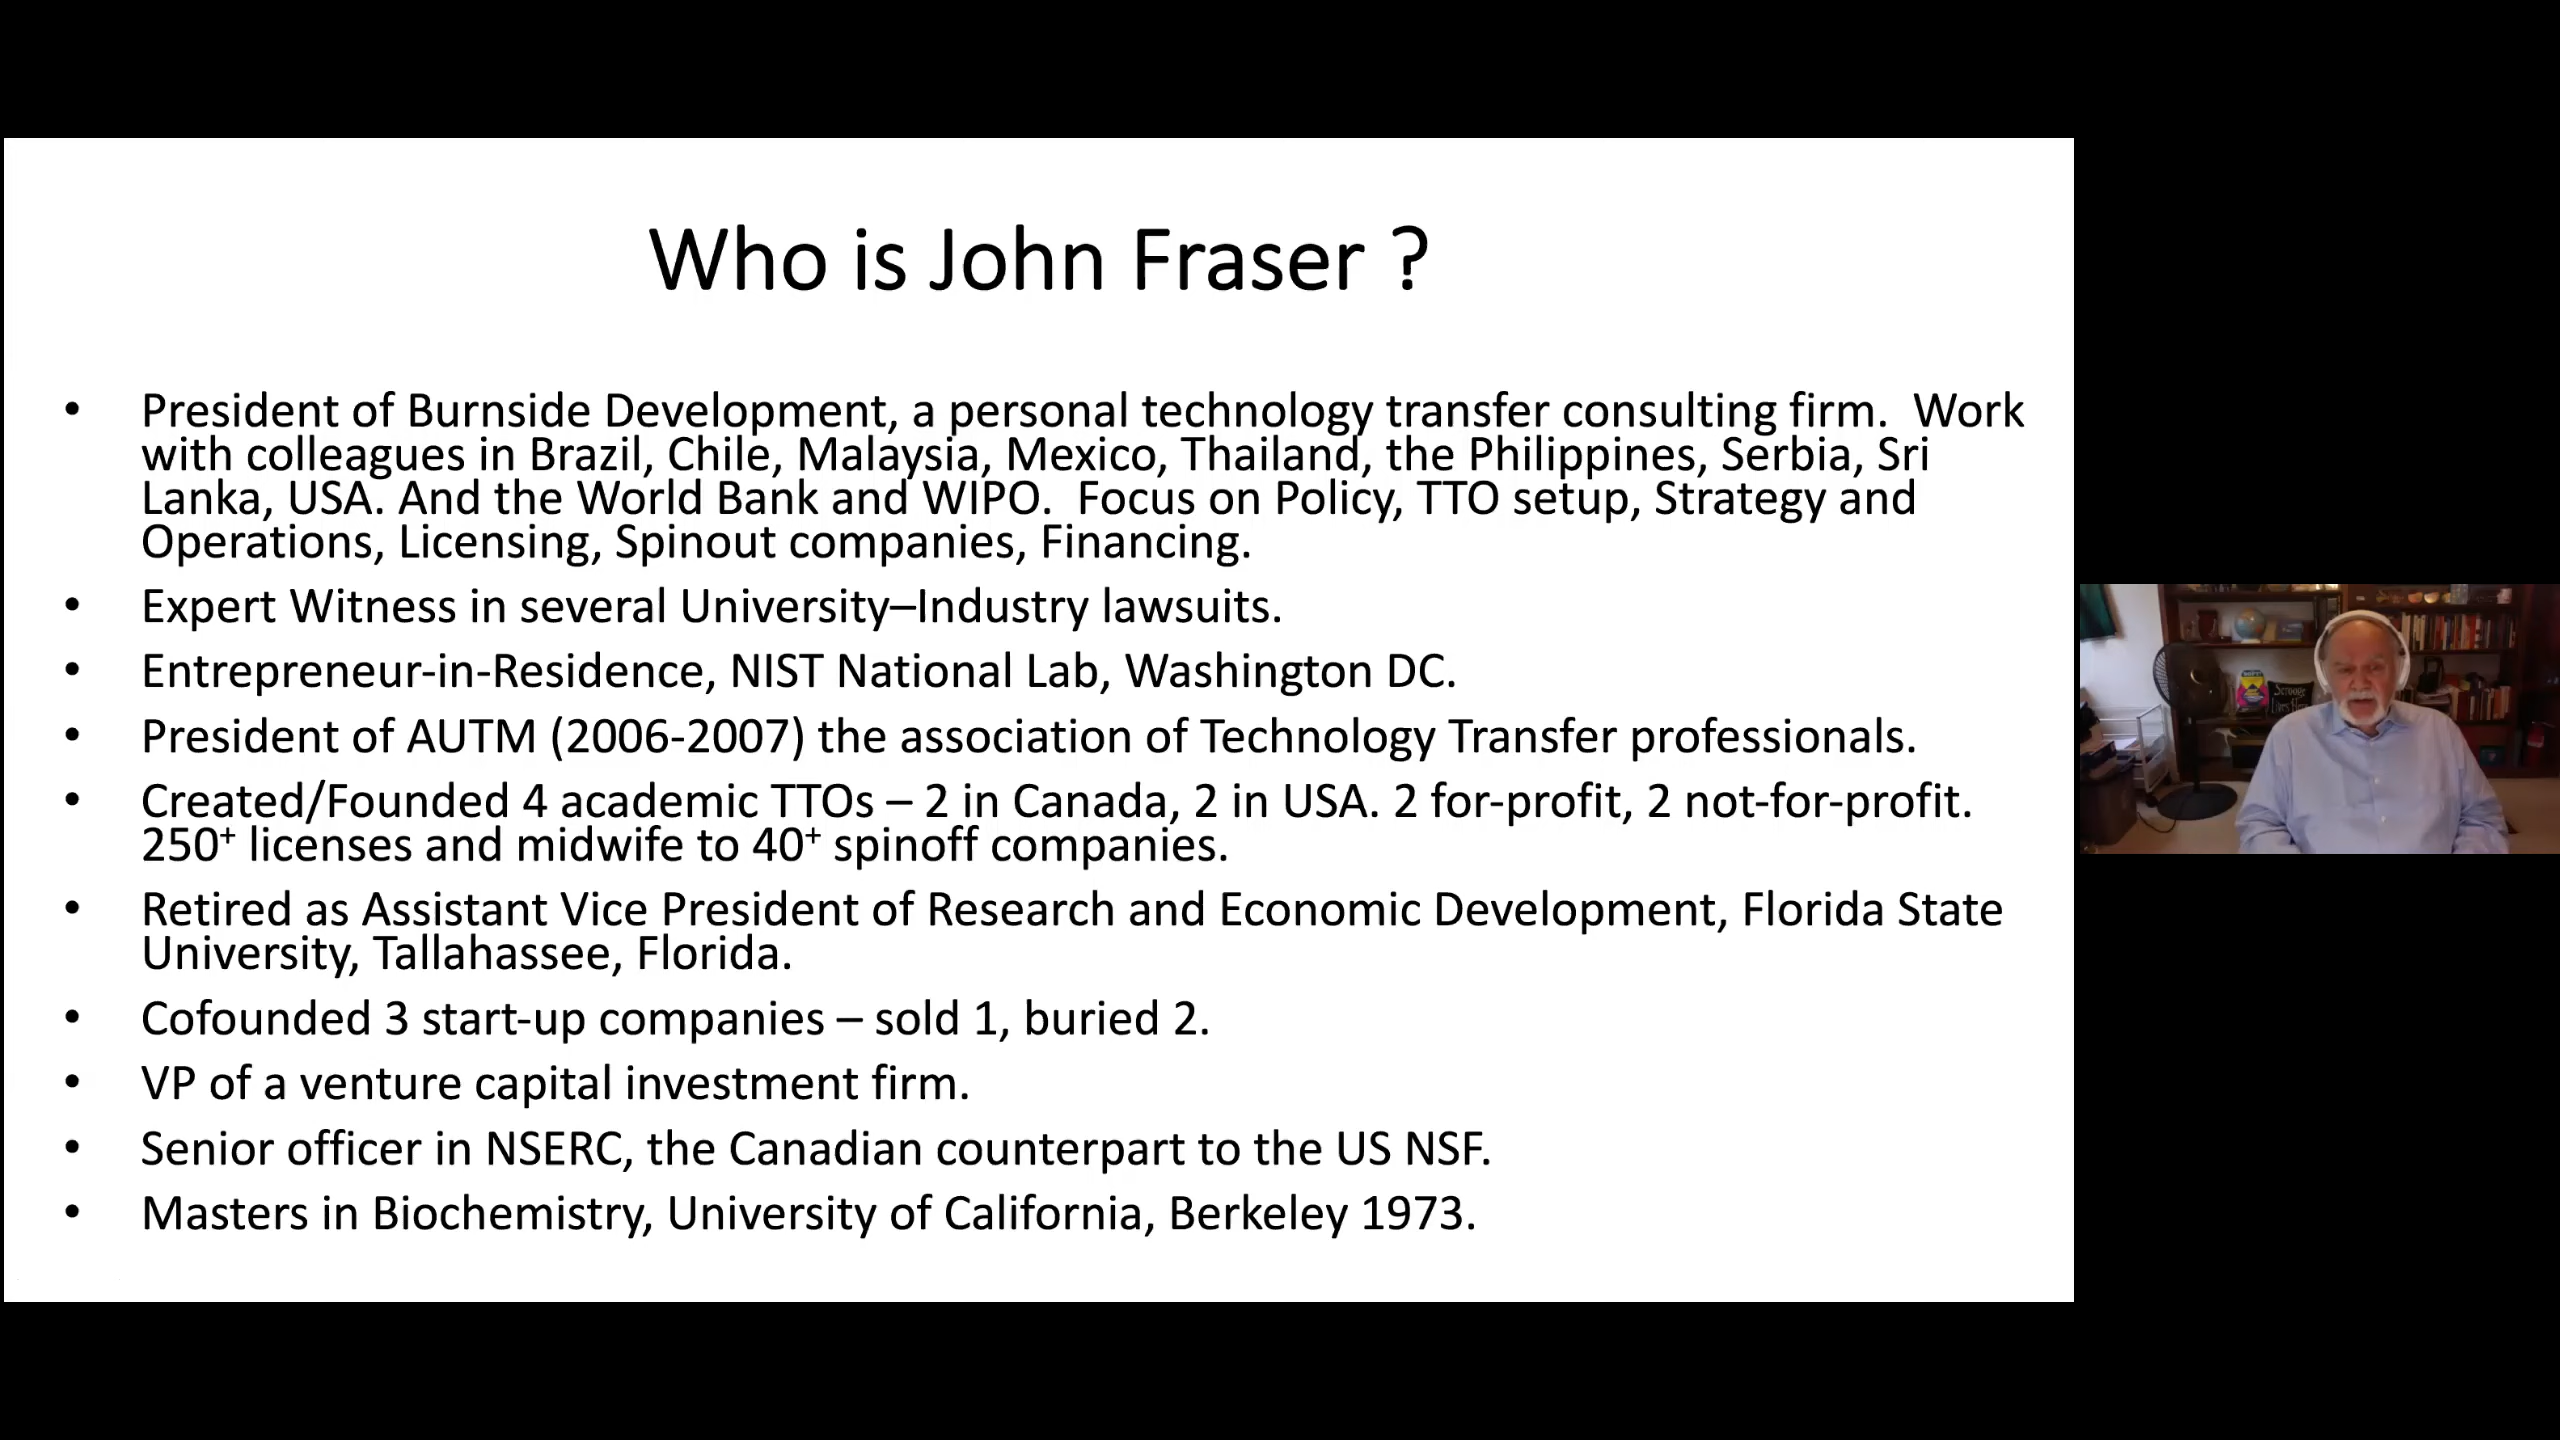 Who is John Fraser ?
• President of Burnside Development, a personal technology transfer consulting firm.  Work
with colleagues in Brazil, Chile, Malaysia, Mexico, Thailand, the Philippines, Serbia, Sri
Lanka, USA. And the World Bank and WIPO.  Focus on Policy, TTO setup, Strategy and
Operations, Licensing, Spinout companies, Financing.
• Expert Witness in several University–Industry lawsuits.
• Entrepreneur-in-Residence, NIST National Lab, Washington DC.
• President of AUTM (2006-2007) the association of Technology Transfer professionals.
• Created/Founded 4 academic TTOs – 2 in Canada, 2 in USA. 2 for-profit, 2 not-for-profit.
250⁺ licenses and midwife to 40⁺ spinoff companies.
• Retired as Assistant Vice President of Research and Economic Development, Florida State
University, Tallahassee, Florida.
• Cofounded 3 start-up companies – sold 1, buried 2.
• VP of a venture capital investment firm.
• Senior officer in NSERC, the Canadian counterpart to the US NSF.
• Masters in Biochemistry, University of California, Berkeley 1973.
Scrooge